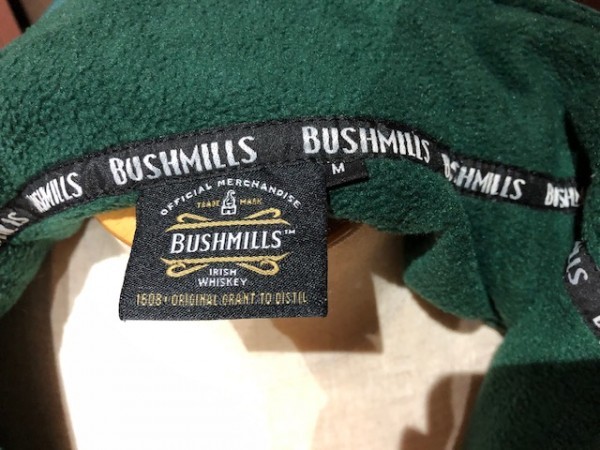 BUSHMILLS
BUSHMILLS
BUSHMILLS
BUSHMILLS
M
OFFICIAL MERCHANDISE
TRADE MARK
BUSHMILLS™
IRISH
WHISKEY
1608 • ORIGINAL GRANT TO DISTIL